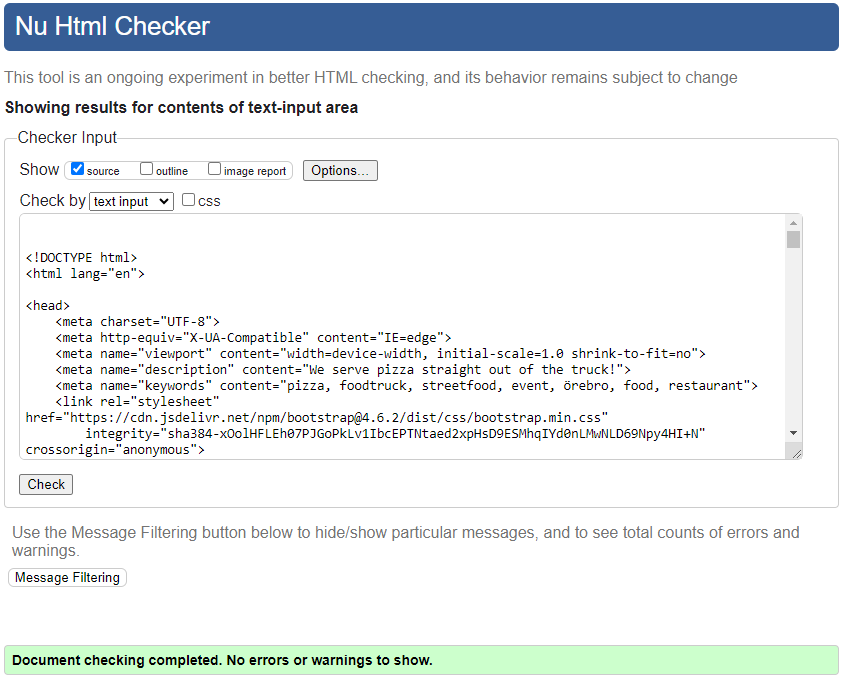 Nu Html Checker
This tool is an ongoing experiment in better HTML checking, and its behavior remains subject to change
Showing results for contents of text-input area
Checker Input
Show source outline image report Options...
Check by text input css
<!DOCTYPE html>
<html lang="en">
<head>
<meta charset="UTF-8">
<meta http-equiv="X-UA-Compatible" content="IE=edge">
<meta name="viewport" content="width=device-width, initial-scale=1.0 shrink-to-fit=no">
<meta name="description" content="We serve pizza straight out of the truck!">
<meta name="keywords" content="pizza, foodtruck, streetfood, event, örebro, food, restaurant">
<link rel="stylesheet"
href="https://cdn.jsdelivr.net/npm/bootstrap@4.6.2/dist/css/bootstrap.min.css"
integrity="sha384-xOolHFLEh07PJGoPkLv1IbcEPTNtaed2xpHsD9ESMhqIYd0nLMwNLD69Npy4HI+N"
crossorigin="anonymous">
Check
Use the Message Filtering button below to hide/show particular messages, and to see total counts of errors and
warnings.
Message Filtering
Document checking completed. No errors or warnings to show.